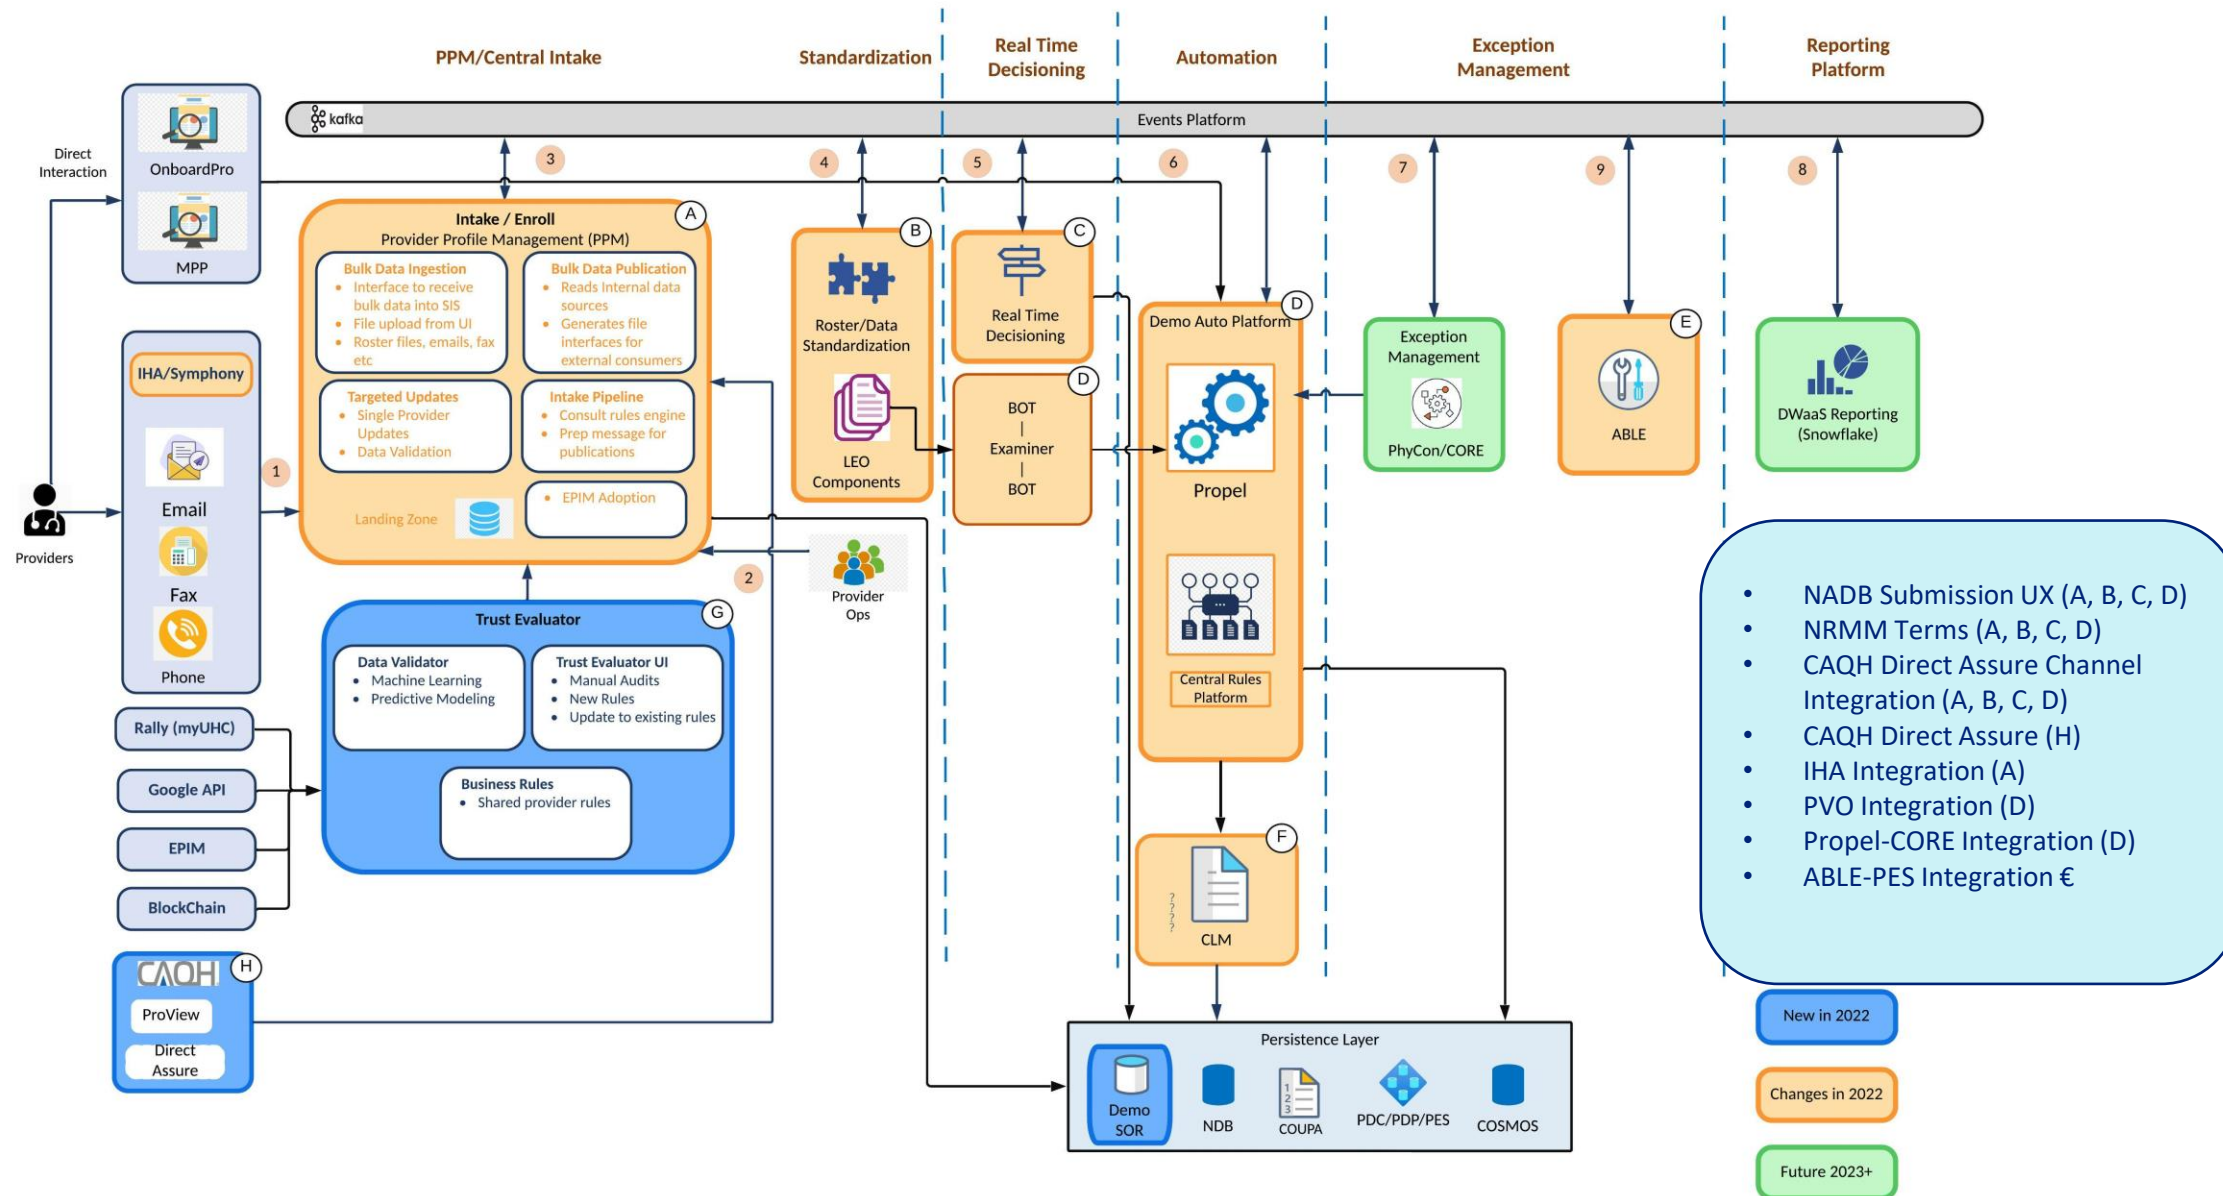 PPM/Central Intake
Standardization
Real Time
Decisioning
Automation
Exception
Management
Reporting
Platform
kafka
Events Platform
Direct
Interaction
OnboardPro
MPP
3
4
5
6
7
9
8
Intake / Enroll
Provider Profile Management (PPM)
A
Bulk Data Ingestion
• Interface to receive
bulk data into SIS
• File upload from UI
• Roster files, emails, fax
etc
Bulk Data Publication
• Reads Internal data
sources
• Generates file
interfaces for
external consumers
Targeted Updates
• Single Provider
Updates
• Data Validation
Intake Pipeline
• Consult rules engine
• Prep message for
publications
Landing Zone
• EPIM Adoption
IHA/Symphony
Email
Fax
Phone
1
Providers
B
Roster/Data
Standardization
LEO
Components
C
Real Time
Decisioning
D
BOT
|
Examiner
|
BOT
D
Demo Auto Platform
Propel
...
Central Rules
Platform
Exception
Management
PhyCon/CORE
E
ABLE
DWaaS Reporting
(Snowflake)
2
Provider
Ops
Trust Evaluator
G
Data Validator
• Machine Learning
• Predictive Modeling
Trust Evaluator UI
• Manual Audits
• New Rules
• Update to existing rules
Business Rules
• Shared provider rules
Rally (myUHC)
Google API
EPIM
BlockChain
CAQH
H
ProView
Direct
Assure
F
?
?
?
?
CLM
Persistence Layer
Demo
SOR
NDB
1
2
3
COUPA
PDC/PDP/PES
COSMOS
• NADB Submission UX (A, B, C, D)
• NRMM Terms (A, B, C, D)
• CAQH Direct Assure Channel
Integration (A, B, C, D)
• CAQH Direct Assure (H)
• IHA Integration (A)
• PVO Integration (D)
• Propel-CORE Integration (D)
• ABLE-PES Integration €
New in 2022
Changes in 2022
Future 2023+